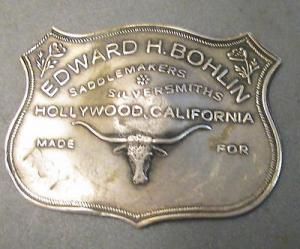 EDWARD H. BOHLIN
SADDLEMAKERS
SILVERSMITHS
HOLLYWOOD, CALIFORNIA
MADE FOR